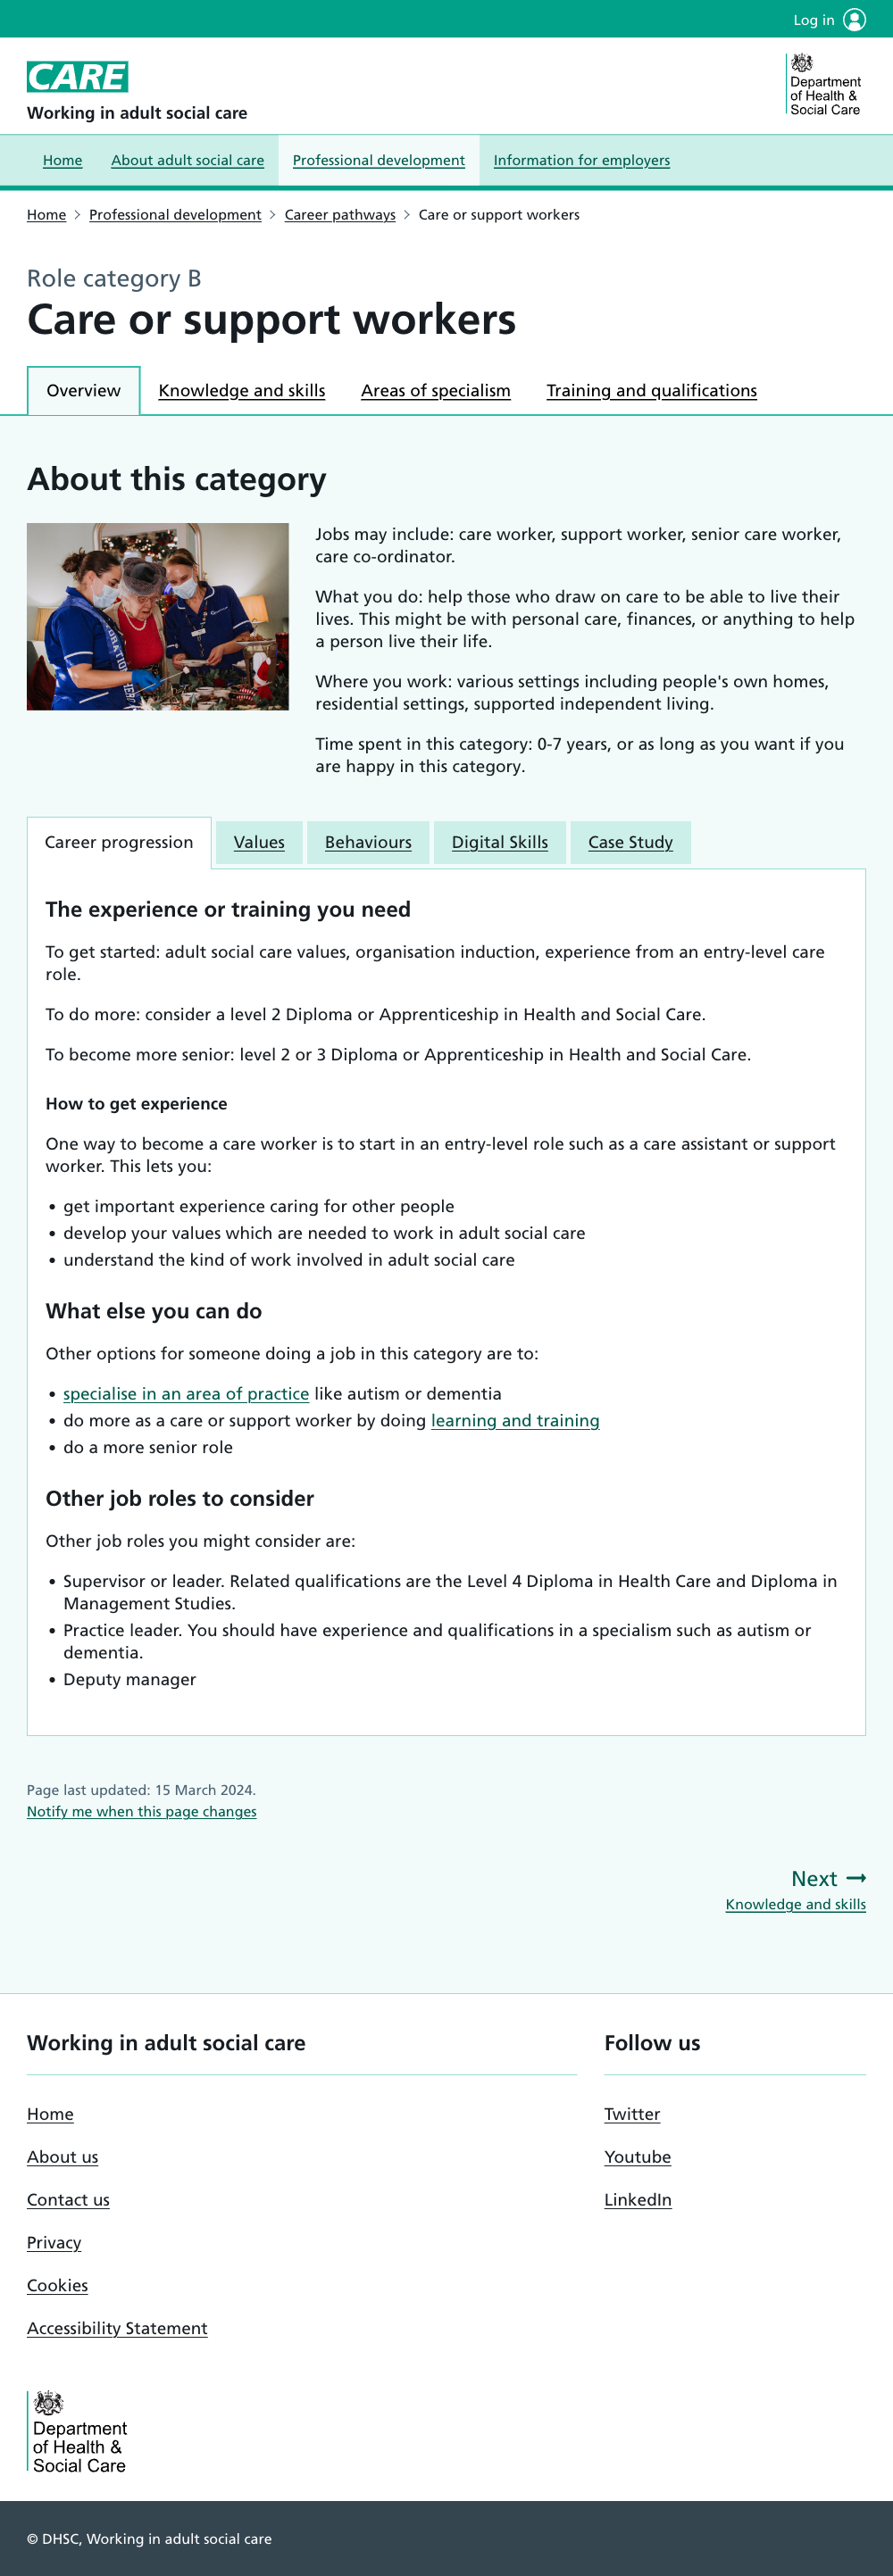 Log in
CARE
Working in adult social care
Department
of Health &
Social Care
Home
About adult social care
Professional development
Information for employers
Home > Professional development > Career pathways > Care or support workers
Role category B
Care or support workers
Overview
Knowledge and skills
Areas of specialism
Training and qualifications
About this category
Jobs may include: care worker, support worker, senior care worker,
care co-ordinator.
What you do: help those who draw on care to be able to live their
lives. This might be with personal care, finances, or anything to help
a person live their life.
Where you work: various settings including people's own homes,
residential settings, supported independent living.
Time spent in this category: 0-7 years, or as long as you want if you
are happy in this category.
Career progression
Values
Behaviours
Digital Skills
Case Study
The experience or training you need
To get started: adult social care values, organisation induction, experience from an entry-level care
role.
To do more: consider a level 2 Diploma or Apprenticeship in Health and Social Care.
To become more senior: level 2 or 3 Diploma or Apprenticeship in Health and Social Care.
How to get experience
One way to become a care worker is to start in an entry-level role such as a care assistant or support
worker. This lets you:
• get important experience caring for other people
• develop your values which are needed to work in adult social care
• understand the kind of work involved in adult social care
What else you can do
Other options for someone doing a job in this category are to:
• specialise in an area of practice like autism or dementia
• do more as a care or support worker by doing learning and training
• do a more senior role
Other job roles to consider
Other job roles you might consider are:
• Supervisor or leader. Related qualifications are the Level 4 Diploma in Health Care and Diploma in
Management Studies.
• Practice leader. You should have experience and qualifications in a specialism such as autism or
dementia.
• Deputy manager
Page last updated: 15 March 2024.
Notify me when this page changes
Next →
Knowledge and skills
Working in adult social care
Home
About us
Contact us
Privacy
Cookies
Accessibility Statement
Follow us
Twitter
Youtube
LinkedIn
Department
of Health &
Social Care
© DHSC, Working in adult social care